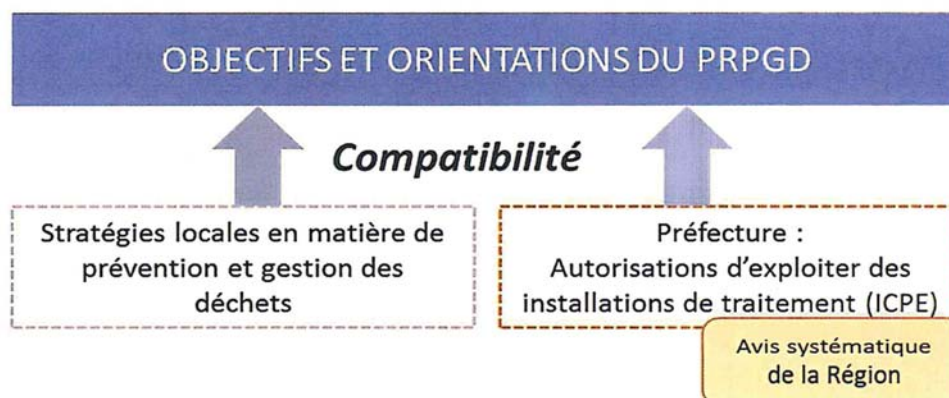 OBJECTIFS ET ORIENTATIONS DU PRPGD
Compatibilité
Stratégies locales en matière de
prévention et gestion des
déchets
Préfecture :
Autorisations d'exploiter des
installations de traitement (ICPE)
Avis systématique
de la Région